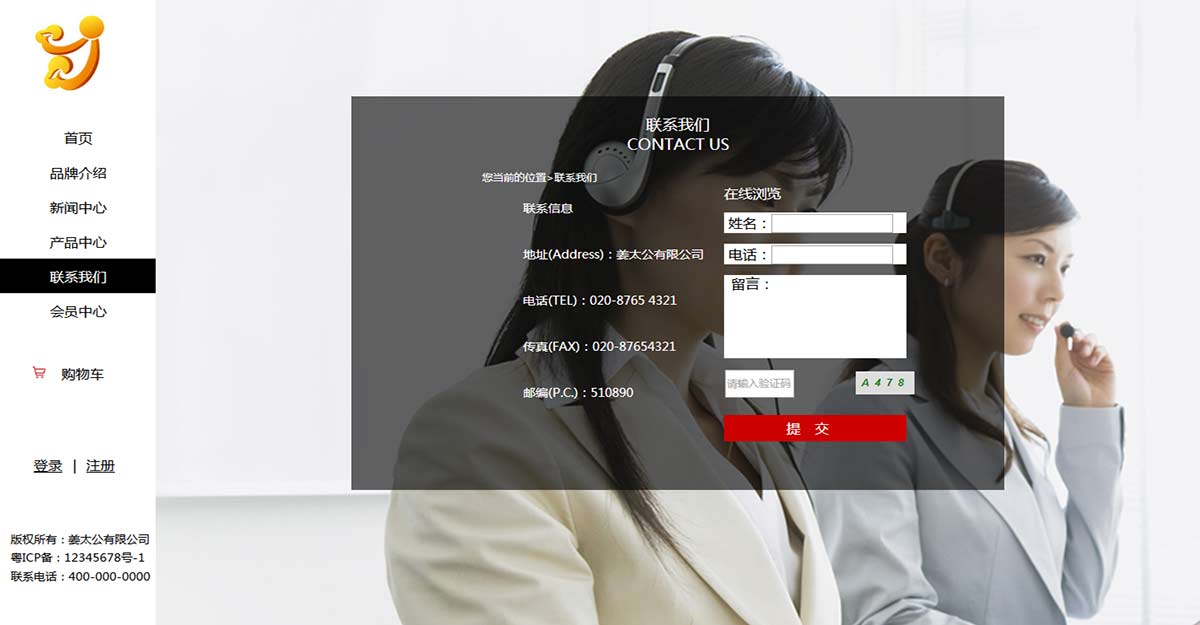 首页
品牌介绍
新闻中心
产品中心
联系我们
会员中心
购物车
登录 | 注册
版权所有：姜太公有限公司
粤ICP备：12345678号-1
联系电话：400-000-0000
联系我们
CONTACT US
您当前的位置>联系我们
联系信息
地址(Address)：姜太公有限公司
电话(TEL)：020-8765 4321
传真(FAX)：020-87654321
邮编(P.C.)：510890
在线浏览
姓名：
电话：
留言：
请输入验证码
A 4 7 8
提 交